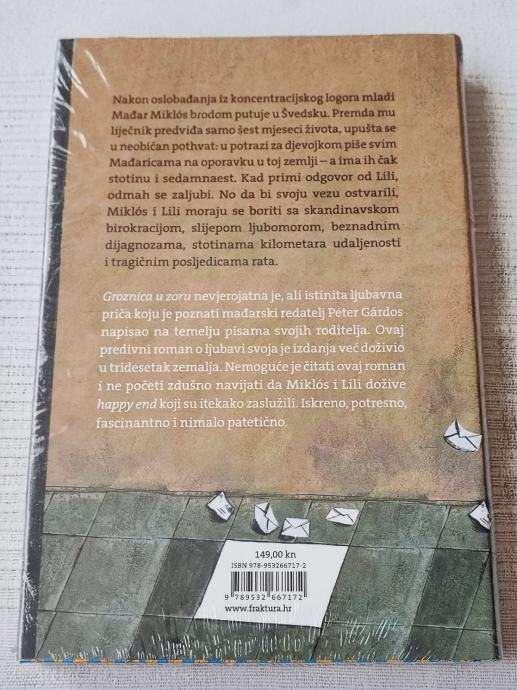 Nakon oslobađanja iz koncentracijskog logora mladi
Mađar Miklós brodom putuje u Švedsku. Premda mu
liječnik predviđa samo šest mjeseci života, upušta se
u neobičan pothvat: u potrazi za djevojkom piše svim
Mađaricama na oporavku u toj zemlji – a ima ih čak
stotinu i sedamnaest. Kad primi odgovor od Lili,
odmah se zaljubi. No da bi svoju vezu ostvarili,
Miklós i Lili moraju se boriti sa skandinavskom
birokracijom, slijepom ljubomorom, beznadnim
dijagnozama, stotinama kilometara udaljenosti
i tragičnim posljedicama rata.
Groznica u zoru nevjerojatna je, ali istinita ljubavna
priča koju je poznati mađarski redatelj Péter Gárdos
napisao na temelju pisama svojih roditelja. Ovaj
predivni roman o ljubavi svoja je izdanja već doživio
u tridesetak zemalja. Nemoguće je čitati ovaj roman
i ne početi zdušno navijati da Miklós i Lili dožive
happy end koji su itekako zaslužili. Iskreno, potresno,
fascinantno i nimalo patetično.
149,00 kn
ISBN 978-953266717-2
9 789532 667172
www.fraktura.hr